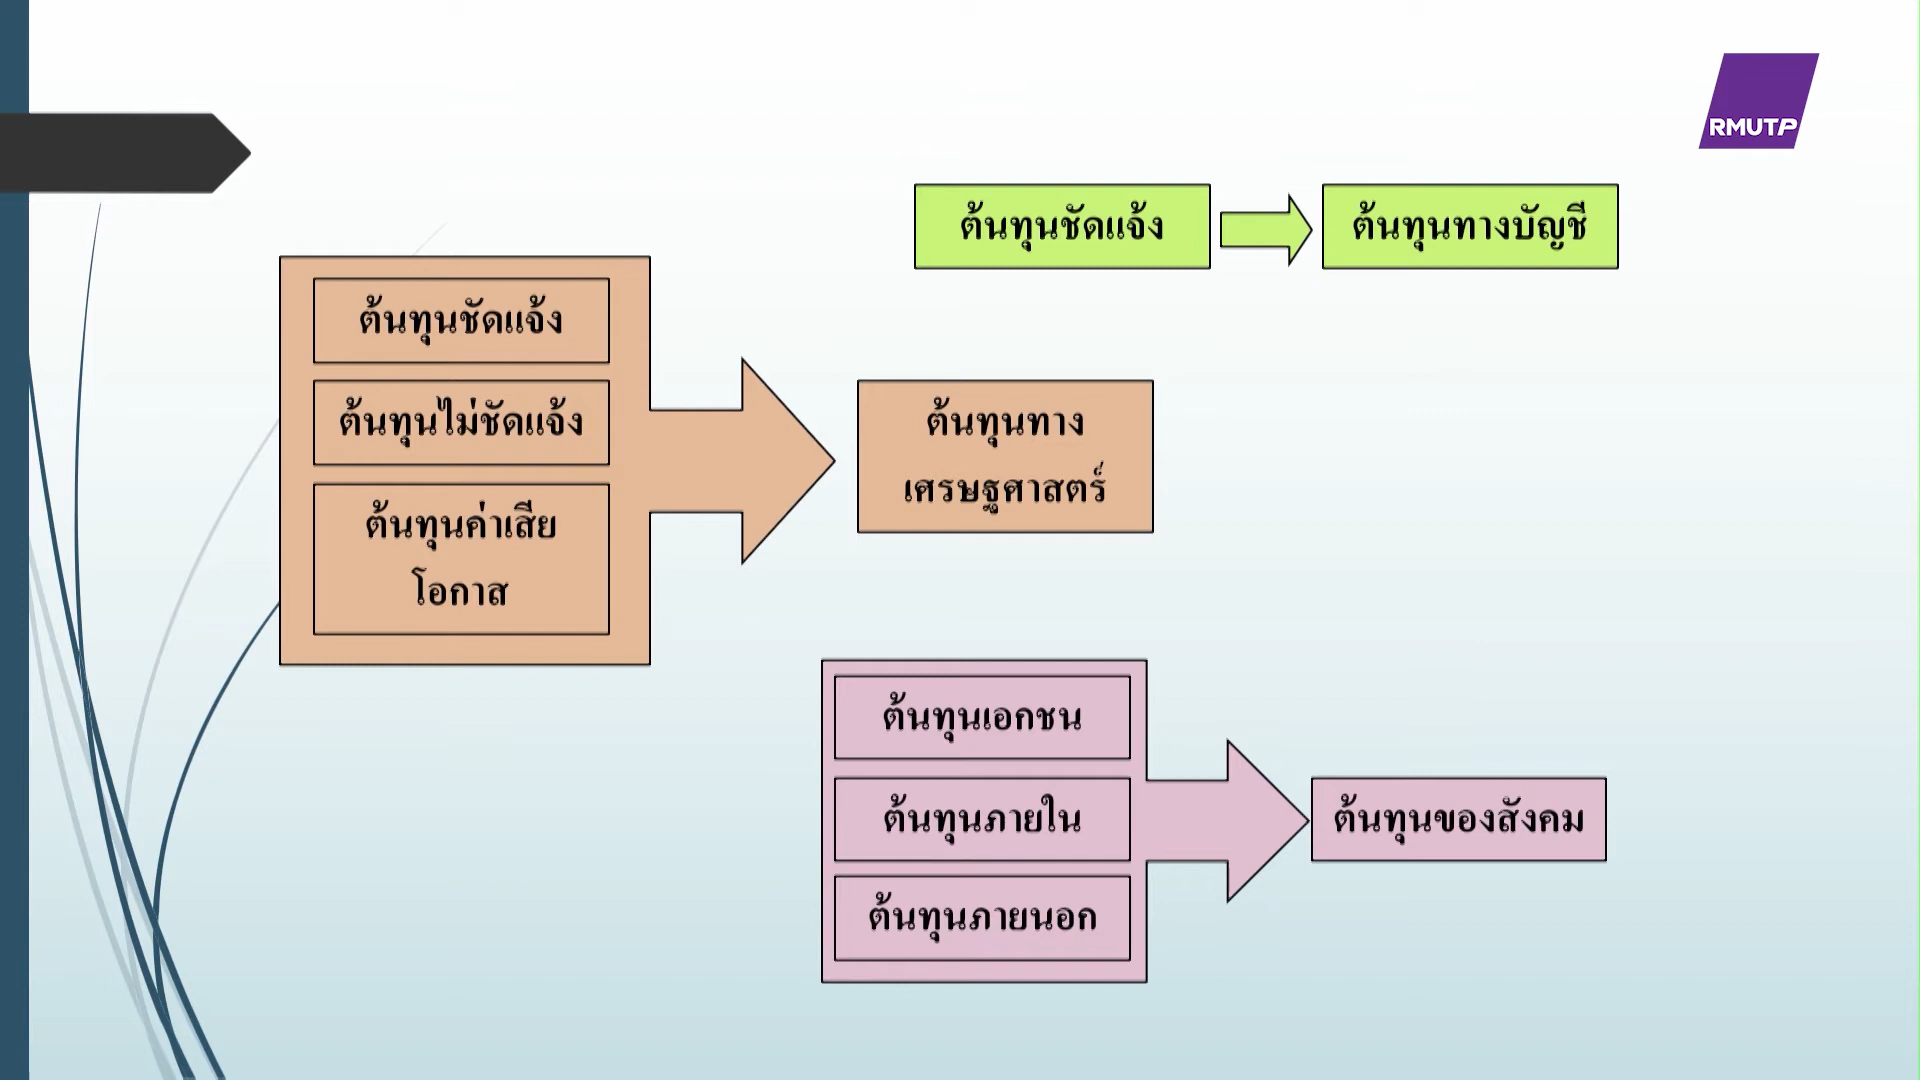 RMUTP
ต้นทุนชัดแจ้ง
ต้นทุนทางบัญชี
ต้นทุนชัดแจ้ง
ต้นทุนไม่ชัดแจ้ง
ต้นทุนค่าเสีย
โอกาส
ต้นทุนทาง
เศรษฐศาสตร์
ต้นทุนเอกชน
ต้นทุนภายใน
ต้นทุนภายนอก
ต้นทุนของสังคม